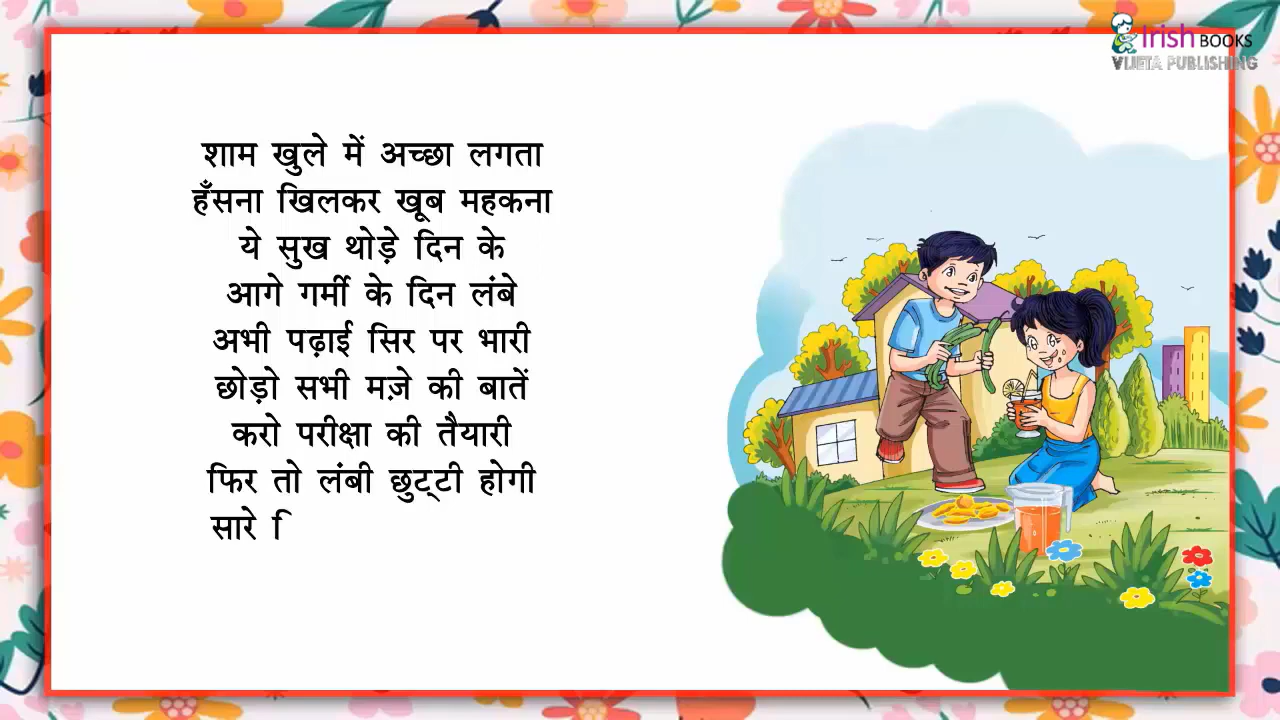 Irish BOOKS
VIJETA PUBLISHING
शाम खुले में अच्छा लगता
हँसना खिलकर खूब महकना
ये सुख थोड़े दिन के
आगे गर्मी के दिन लंबे
अभी पढ़ाई सिर पर भारी
छोड़ो सभी मज़े की बातें
करो परीक्षा की तैयारी
फिर तो लंबी छुट्टी होगी
सारे ि